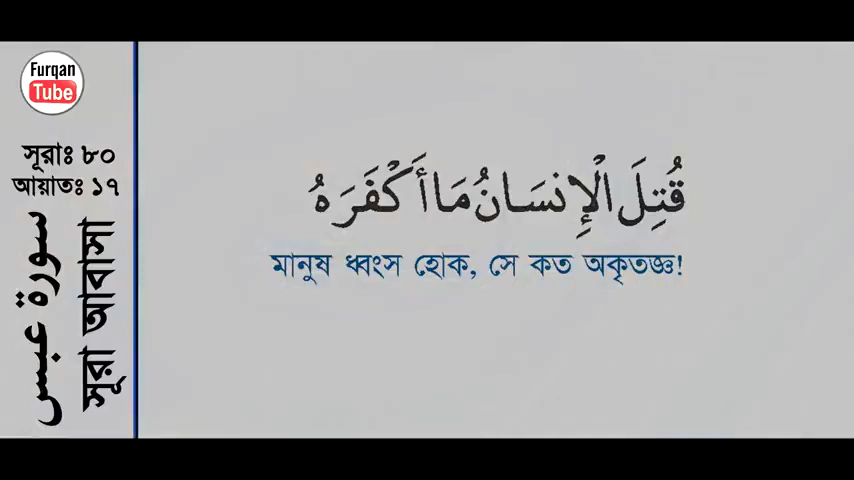 Furqan
Tube
সূরাঃ ৮০
আয়াতঃ ১৭
سورة عبس
সূরা আবাসা
قُتِلَ الْإِنسَانُ مَا أَكْفَرَهُ
মানুষ ধ্বংস হোক, সে কত অকৃতজ্ঞ!